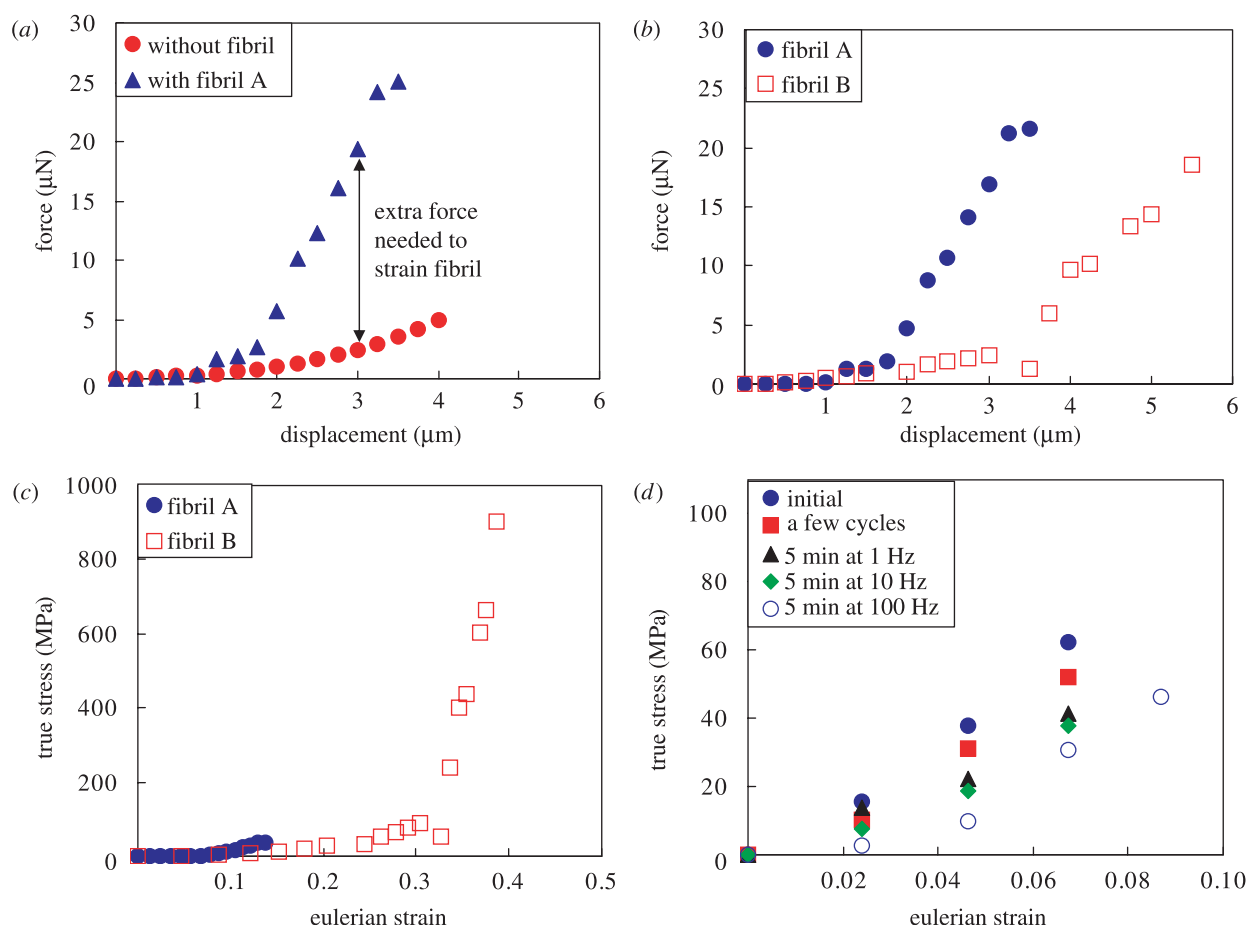 (a)
30
25
20
15
10
5
0
force (µN)
without fibril
with fibril A
extra force
needed to
strain fibril
1 2 3 4 5 6
displacement (µm)
(b)
30
25
20
15
10
5
0
force (µN)
fibril A
fibril B
1 2 3 4 5 6
displacement (µm)
(c)
1000
800
600
400
200
0
true stress (MPa)
fibril A
fibril B
0.1 0.2 0.3 0.4 0.5
eulerian strain
(d)
100
80
60
40
20
0
true stress (MPa)
initial
a few cycles
5 min at 1 Hz
5 min at 10 Hz
5 min at 100 Hz
0.02 0.04 0.06 0.08 0.10
eulerian strain